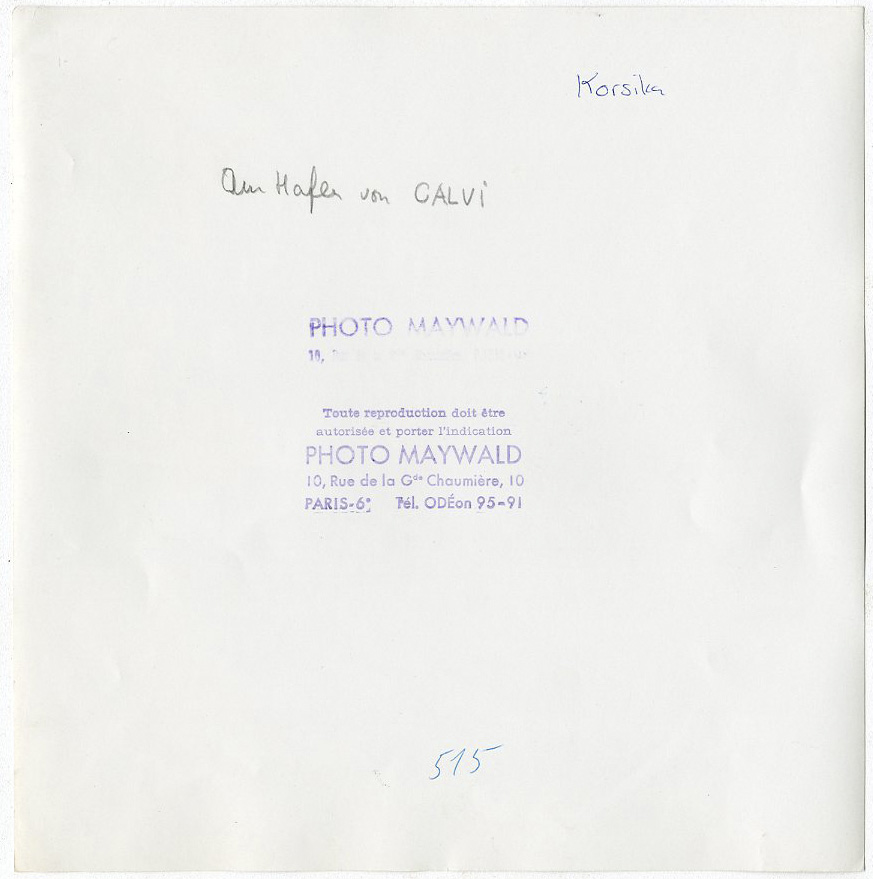 Korsika
Am Hafen von CALVI
PHOTO MAYWALD
10,
Toute reproduction doit être
autorisée et porter l'indication
PHOTO MAYWALD
10, Rue de la Gde Chaumière, 10
PARIS-6e Tél. ODÉon 95-91
515